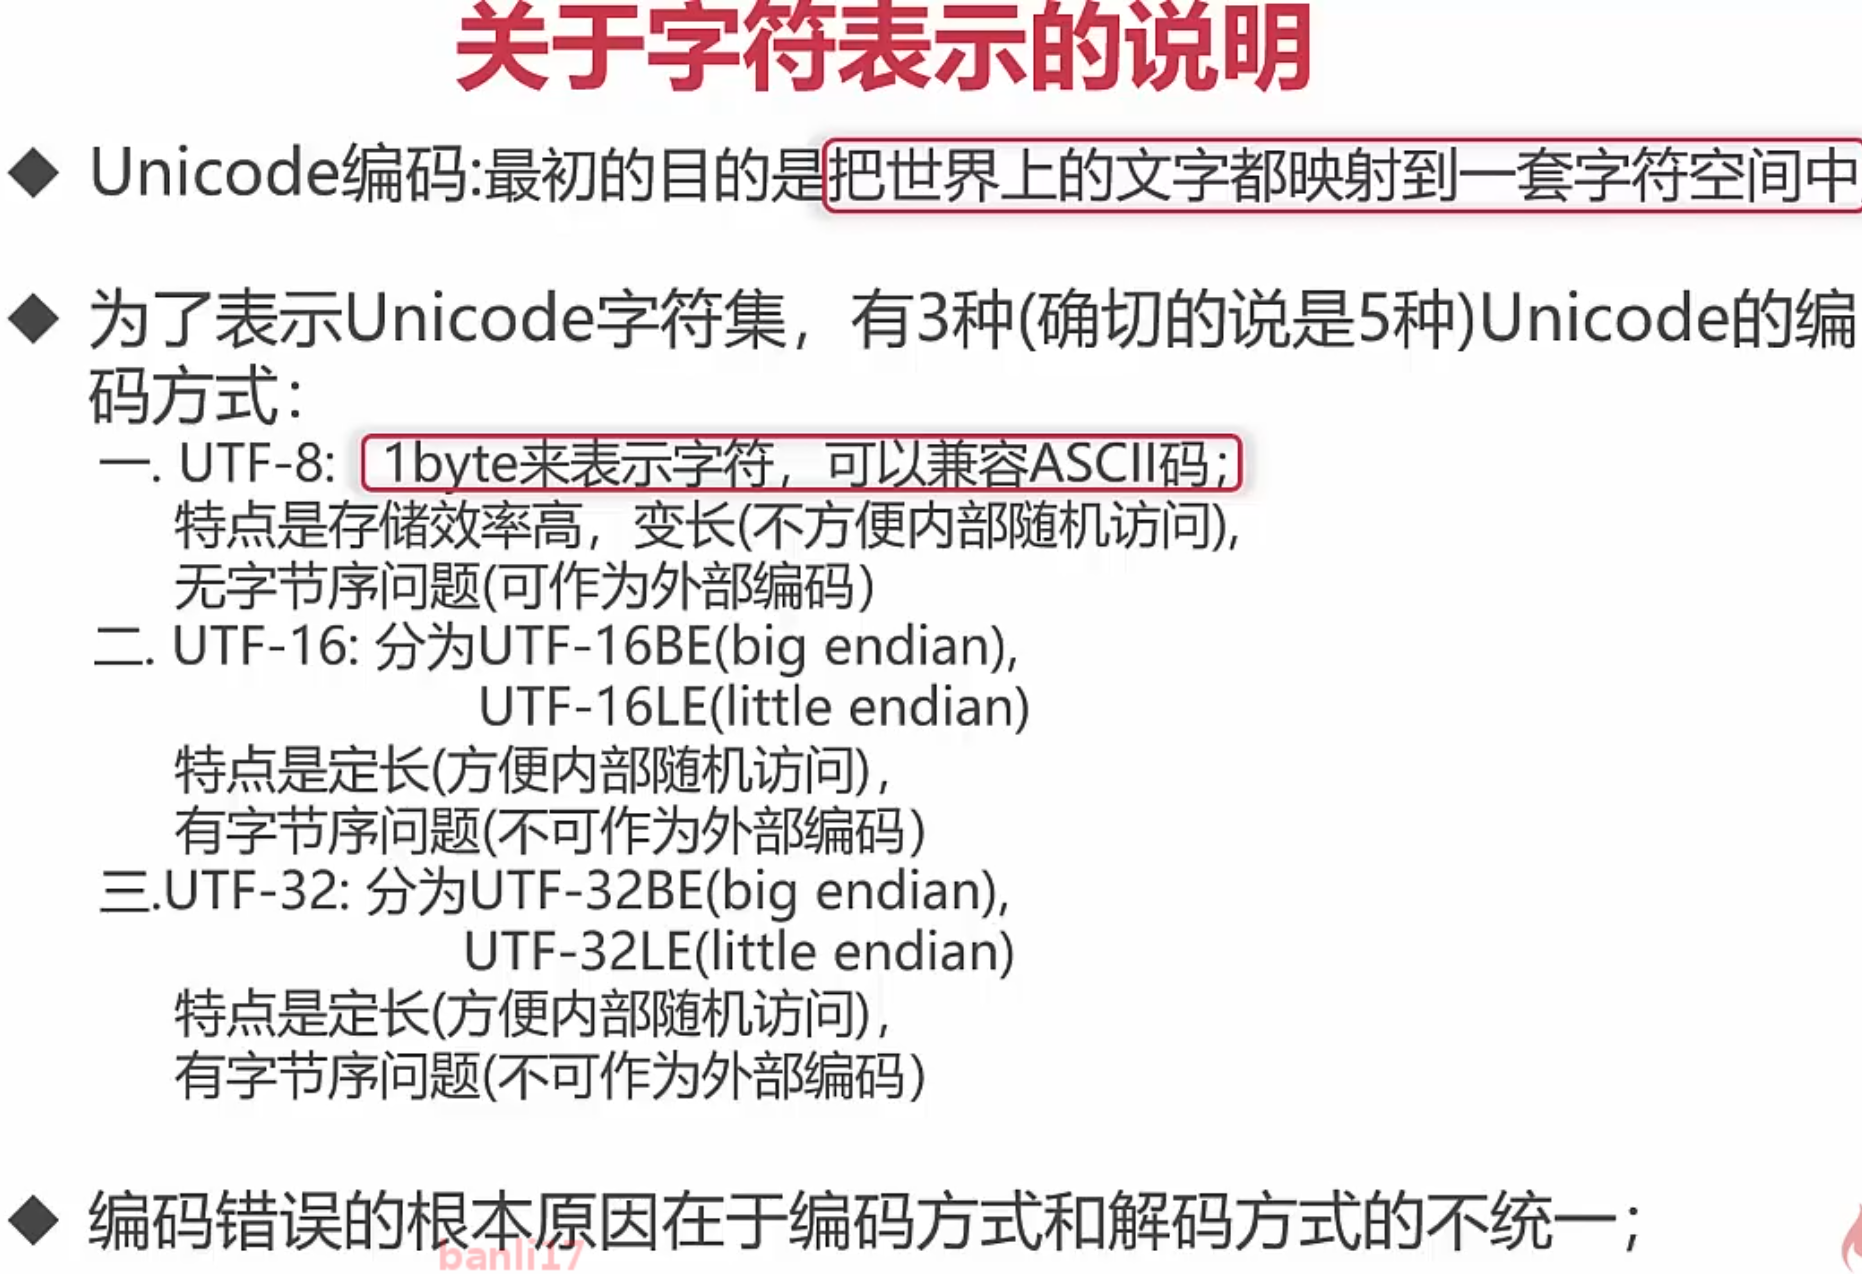 关于字符表示的说明
◆ Unicode编码:最初的目的是把世界上的文字都映射到一套字符空间中
◆ 为了表示Unicode字符集，有3种(确切的说是5种)Unicode的编
码方式：
一. UTF-8: 1byte来表示字符，可以兼容ASCII码;
特点是存储效率高，变长(不方便内部随机访问),
无字节序问题(可作为外部编码)
二. UTF-16: 分为UTF-16BE(big endian),
UTF-16LE(little endian)
特点是定长(方便内部随机访问),
有字节序问题(不可作为外部编码)
三.UTF-32: 分为UTF-32BE(big endian),
UTF-32LE(little endian)
特点是定长(方便内部随机访问),
有字节序问题(不可作为外部编码)
◆ 编码错误的根本原因在于编码方式和解码方式的不统一；
banli17